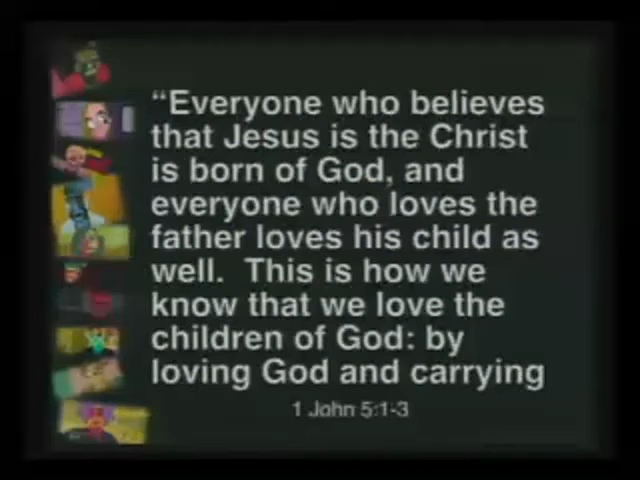 “Everyone who believes
that Jesus is the Christ
is born of God, and
everyone who loves the
father loves his child as
well. This is how we
know that we love the
children of God: by
loving God and carrying
1 John 5:1-3